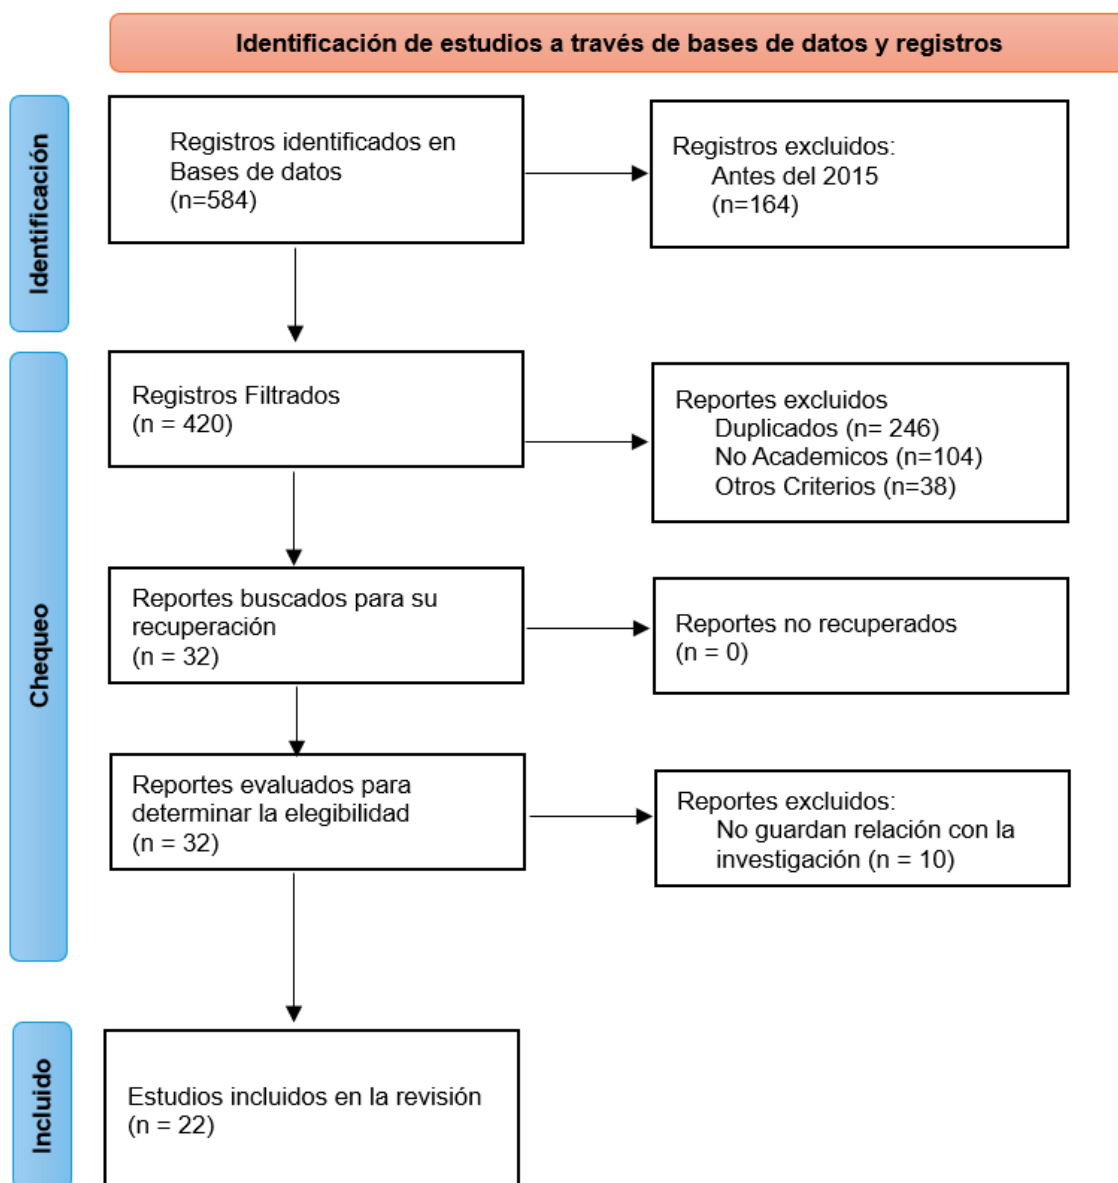 Identificación de estudios a través de bases de datos y registros
Identificación
Registros identificados en
Bases de datos
(n=584)
Registros excluidos:
Antes del 2015
(n=164)
Chequeo
Registros Filtrados
(n = 420)
Reportes excluidos
Duplicados (n= 246)
No Academicos (n=104)
Otros Criterios (n=38)
Reportes buscados para su
recuperación
(n = 32)
Reportes no recuperados
(n = 0)
Reportes evaluados para
determinar la elegibilidad
(n = 32)
Reportes excluidos:
No guardan relación con la
investigación (n = 10)
Incluido
Estudios incluidos en la revisión
(n = 22)